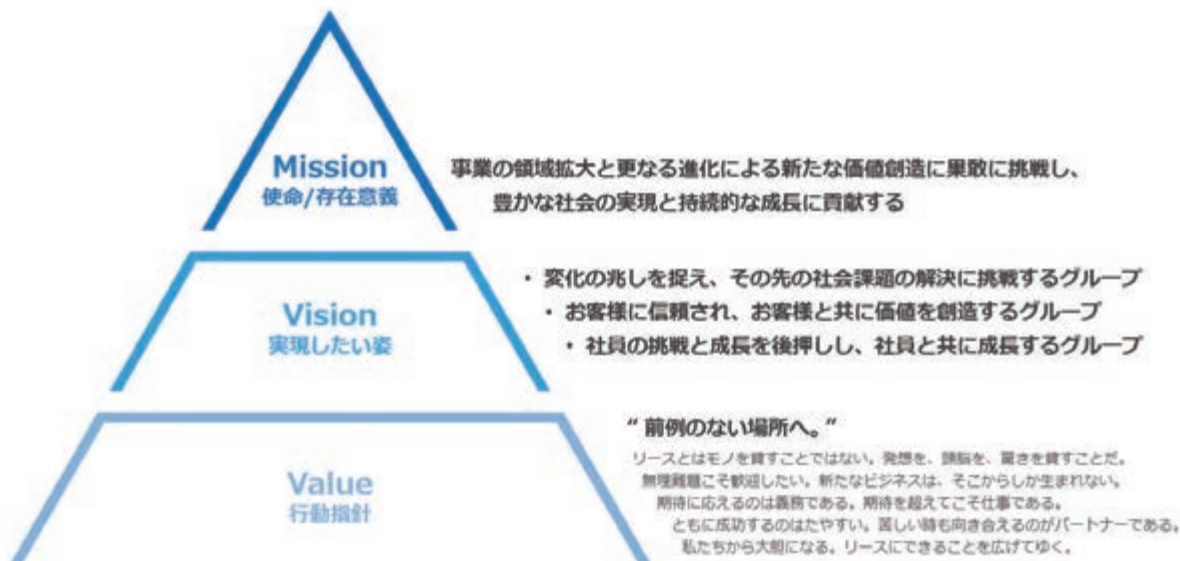 Mission
使命/存在意義
事業の領域拡大と更なる進化による新たな価値創造に果敢に挑戦し、
豊かな社会の実現と持続的な成長に貢献する
Vision
実現したい姿
・ 変化の兆しを捉え、その先の社会課題の解決に挑戦するグループ
・ お客様に信頼され、お客様と共に価値を創造するグループ
・ 社員の挑戦と成長を後押しし、社員と共に成長するグループ
Value
行動指針
“ 前例のない場所へ。”
リースとはモノを貸すことではない。発想を、頭脳を、驚きを貸すことだ。
無理難題こそ歓迎したい。新たなビジネスは、そこからしか生まれない。
期待に応えるのは義務である。期待を超えてこそ仕事である。
ともに成功するのはたやすい。苦しい時も向き合えるのがパートナーである。
私たちから大胆になる。リースにできることを広げてゆく。